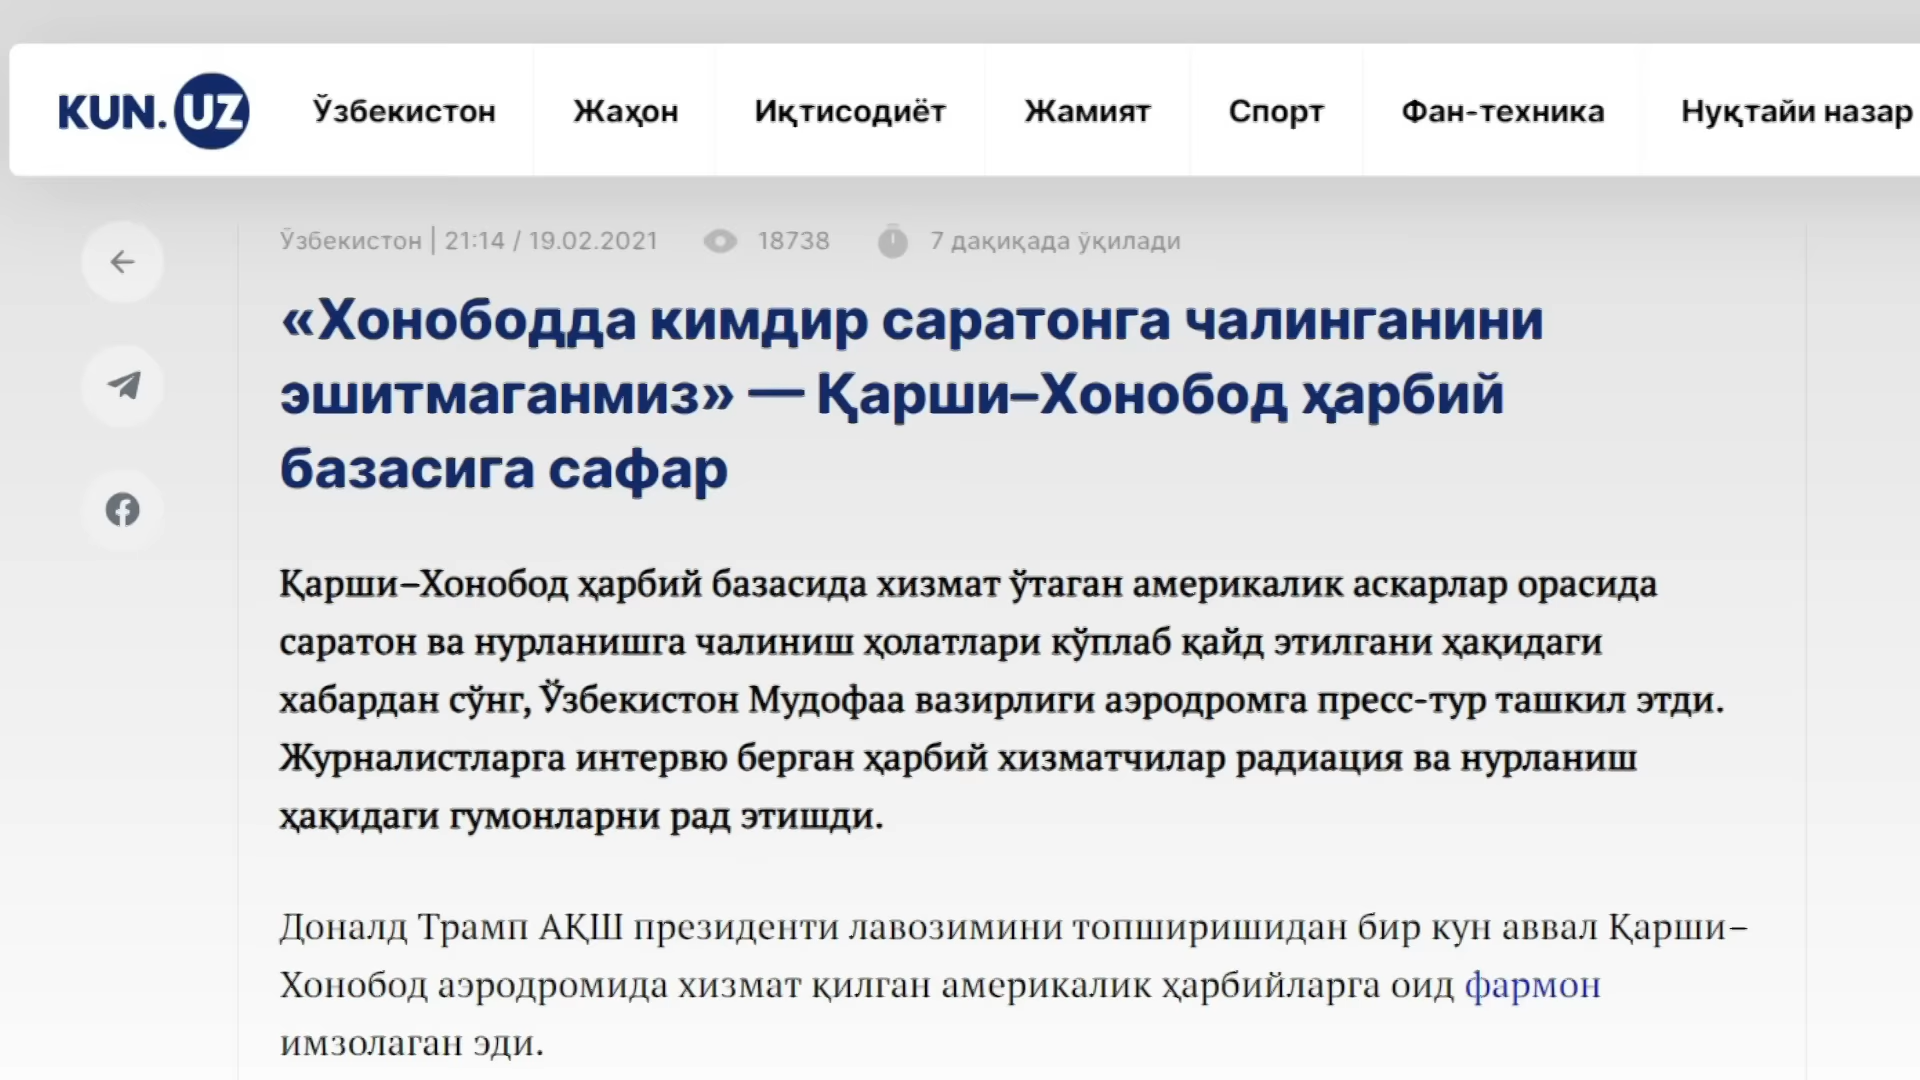 KUN.UZ Ўзбекистон Жаҳон Иқтисодиёт Жамият Спорт Фан-техника Нуқтайи назар
Ўзбекистон | 21:14 / 19.02.2021 18738 7 дақиқада ўқилади
«Хонободда кимдир саратонга чалинганини
эшитмаганмиз» — Қарши–Хонобод ҳарбий
базасига сафар
Қарши–Хонобод ҳарбий базасида хизмат ўтаган америкалик аскарлар орасида
саратон ва нурланишга чалиниш ҳолатлари кўплаб қайд этилгани ҳақидаги
хабардан сўнг, Ўзбекистон Мудофаа вазирлиги аэродромга пресс-тур ташкил этди.
Журналистларга интервю берган ҳарбий хизматчилар радиация ва нурланиш
ҳақидаги гумонларни рад этишди.
Доналд Трамп АҚШ президенти лавозимини топширишидан бир кун аввал Қарши–
Хонобод аэродромида хизмат қилган америкалик ҳарбийларга оид фармон
имзолаган эди.